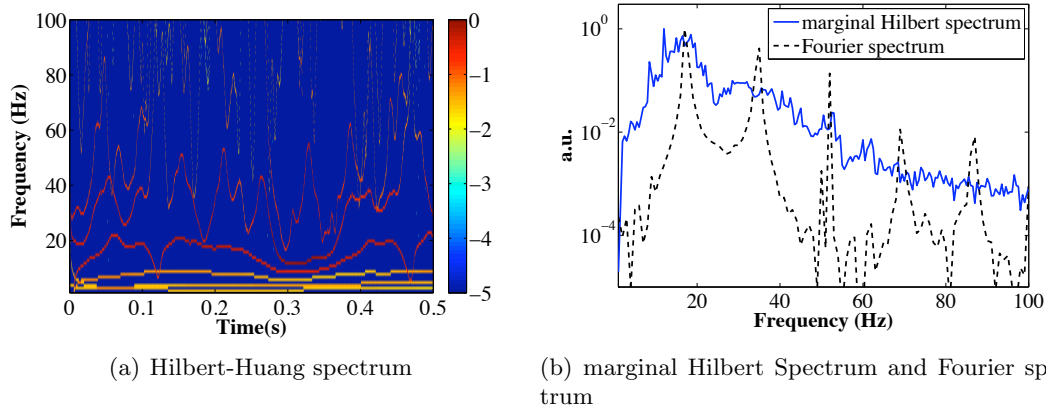 100
80
60
40
20
0
0.1
0.2
0.3
0.4
0.5
Frequency (Hz)
Time(s)
0
−1
−2
−3
−4
−5
(a) Hilbert-Huang spectrum
marginal Hilbert spectrum
Fourier spectrum
10^0
10^−2
10^−4
a.u.
20
40
60
80
100
Frequency (Hz)
(b) marginal Hilbert Spectrum and Fourier sp
trum